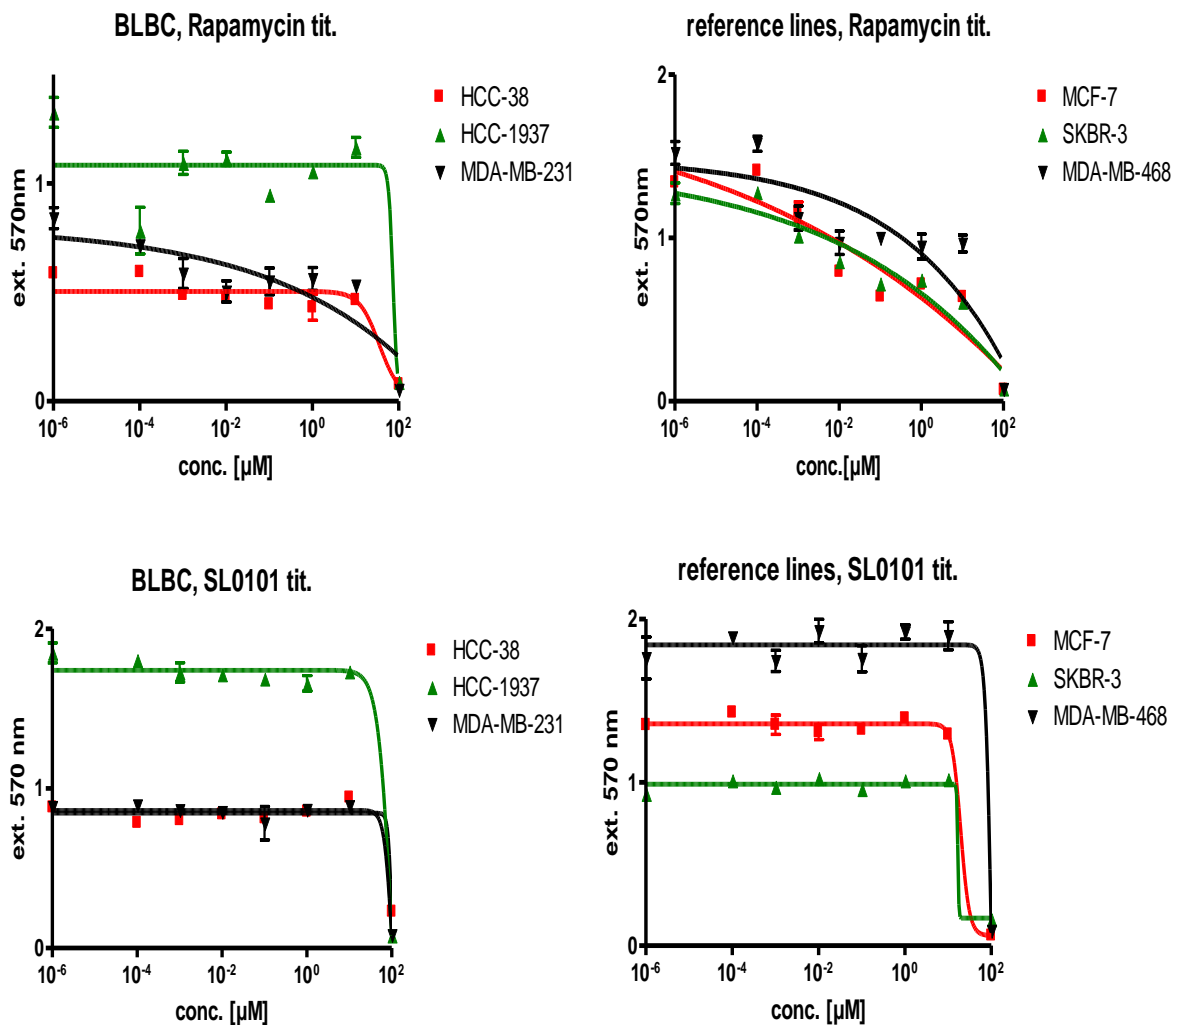 BLBC, Rapamycin tit.
1
0
ext. 570nm
10⁻⁶ 10⁻⁴ 10⁻² 10⁰ 10²
conc. [µM]
HCC-38
HCC-1937
MDA-MB-231
reference lines, Rapamycin tit.
2
1
0
ext. 570nm
10⁻⁶ 10⁻⁴ 10⁻² 10⁰ 10²
conc.[µM]
MCF-7
SKBR-3
MDA-MB-468
BLBC, SL0101 tit.
2
1
0
ext. 570 nm
10⁻⁶ 10⁻⁴ 10⁻² 10⁰ 10²
conc. [µM]
HCC-38
HCC-1937
MDA-MB-231
reference lines, SL0101 tit.
2
1
0
ext. 570 nm
10⁻⁶ 10⁻⁴ 10⁻² 10⁰ 10²
conc. [µM]
MCF-7
SKBR-3
MDA-MB-468